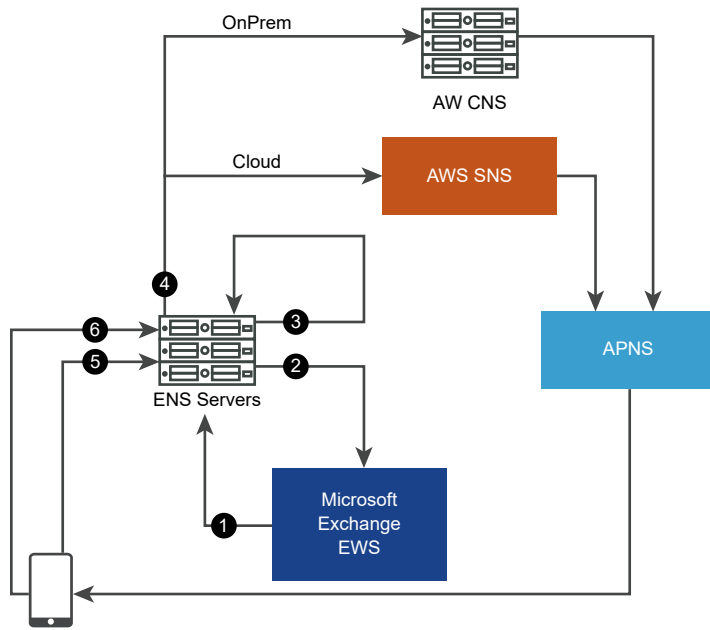 OnPrem
AW CNS
Cloud
AWS SNS
4
3
6
APNS
5
2
ENS Servers
Microsoft
Exchange
EWS
1